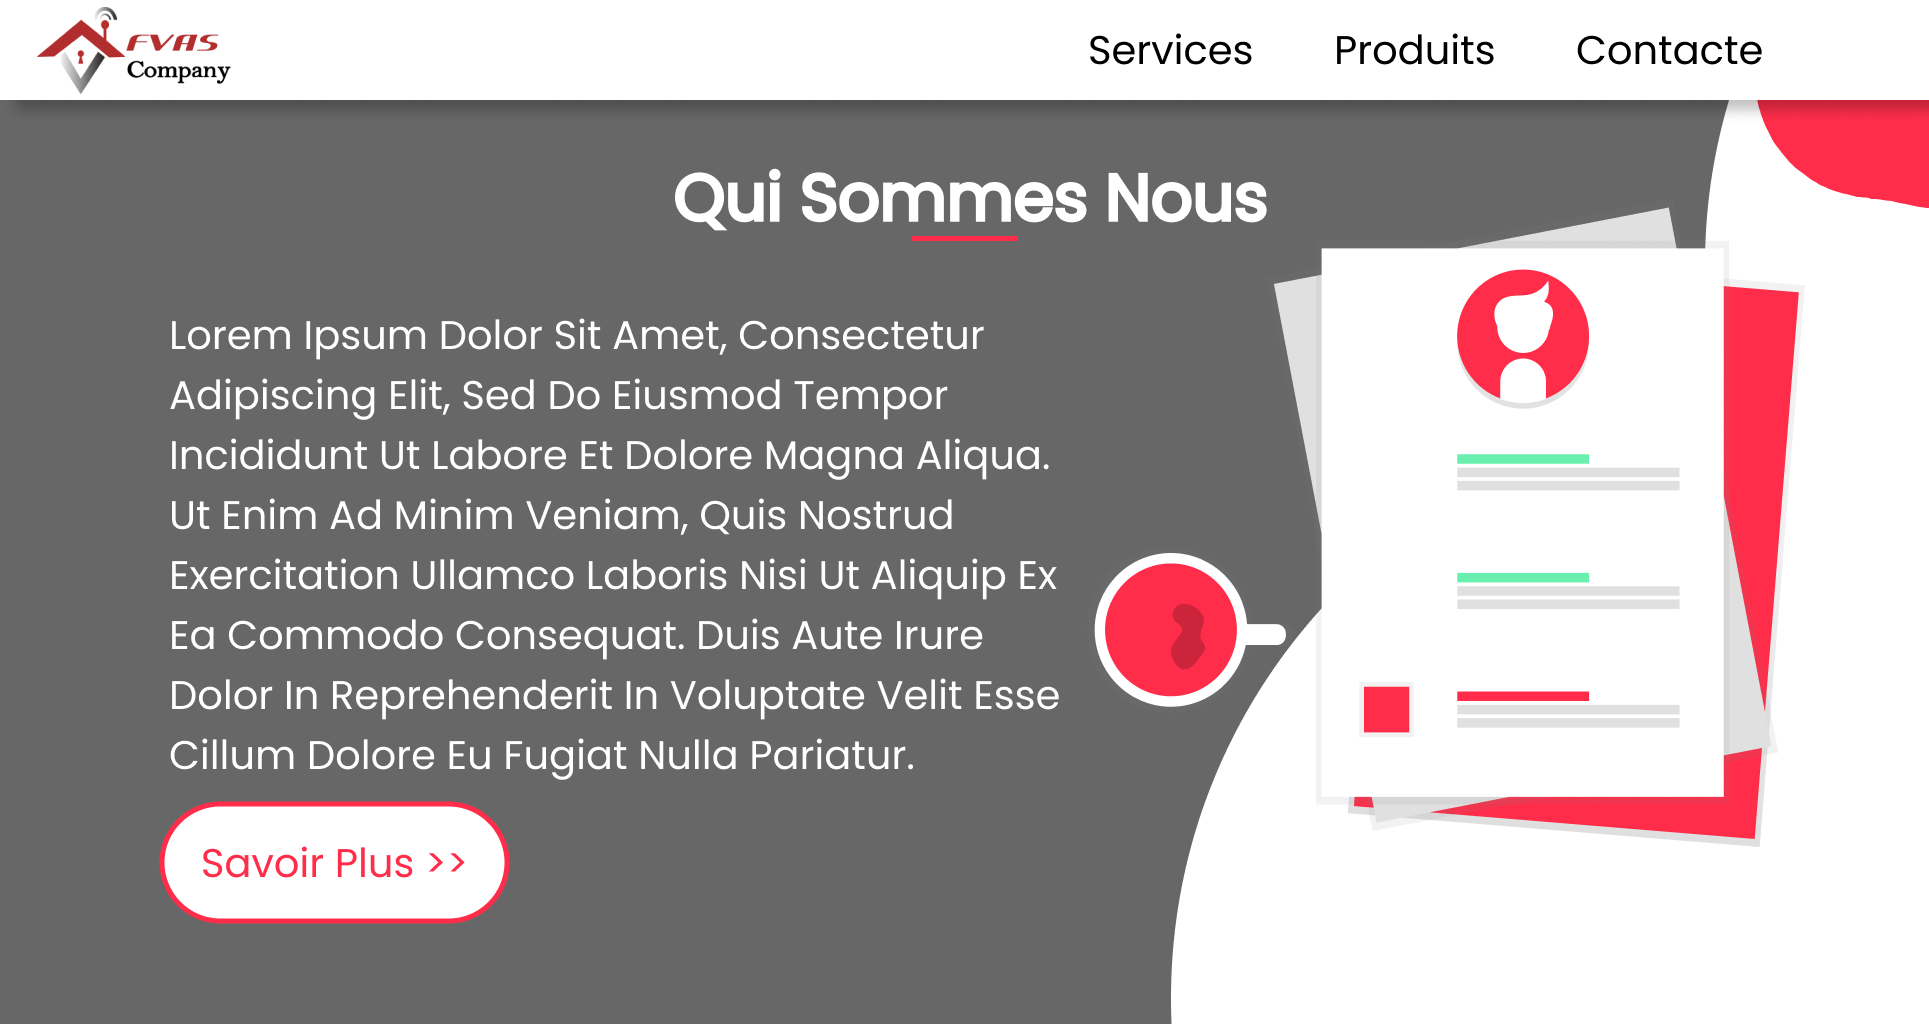 FVAS
Company
Services Produits Contacte
Qui Sommes Nous
Lorem Ipsum Dolor Sit Amet, Consectetur
Adipiscing Elit, Sed Do Eiusmod Tempor
Incididunt Ut Labore Et Dolore Magna Aliqua.
Ut Enim Ad Minim Veniam, Quis Nostrud
Exercitation Ullamco Laboris Nisi Ut Aliquip Ex
Ea Commodo Consequat. Duis Aute Irure
Dolor In Reprehenderit In Voluptate Velit Esse
Cillum Dolore Eu Fugiat Nulla Pariatur.
Savoir Plus >>